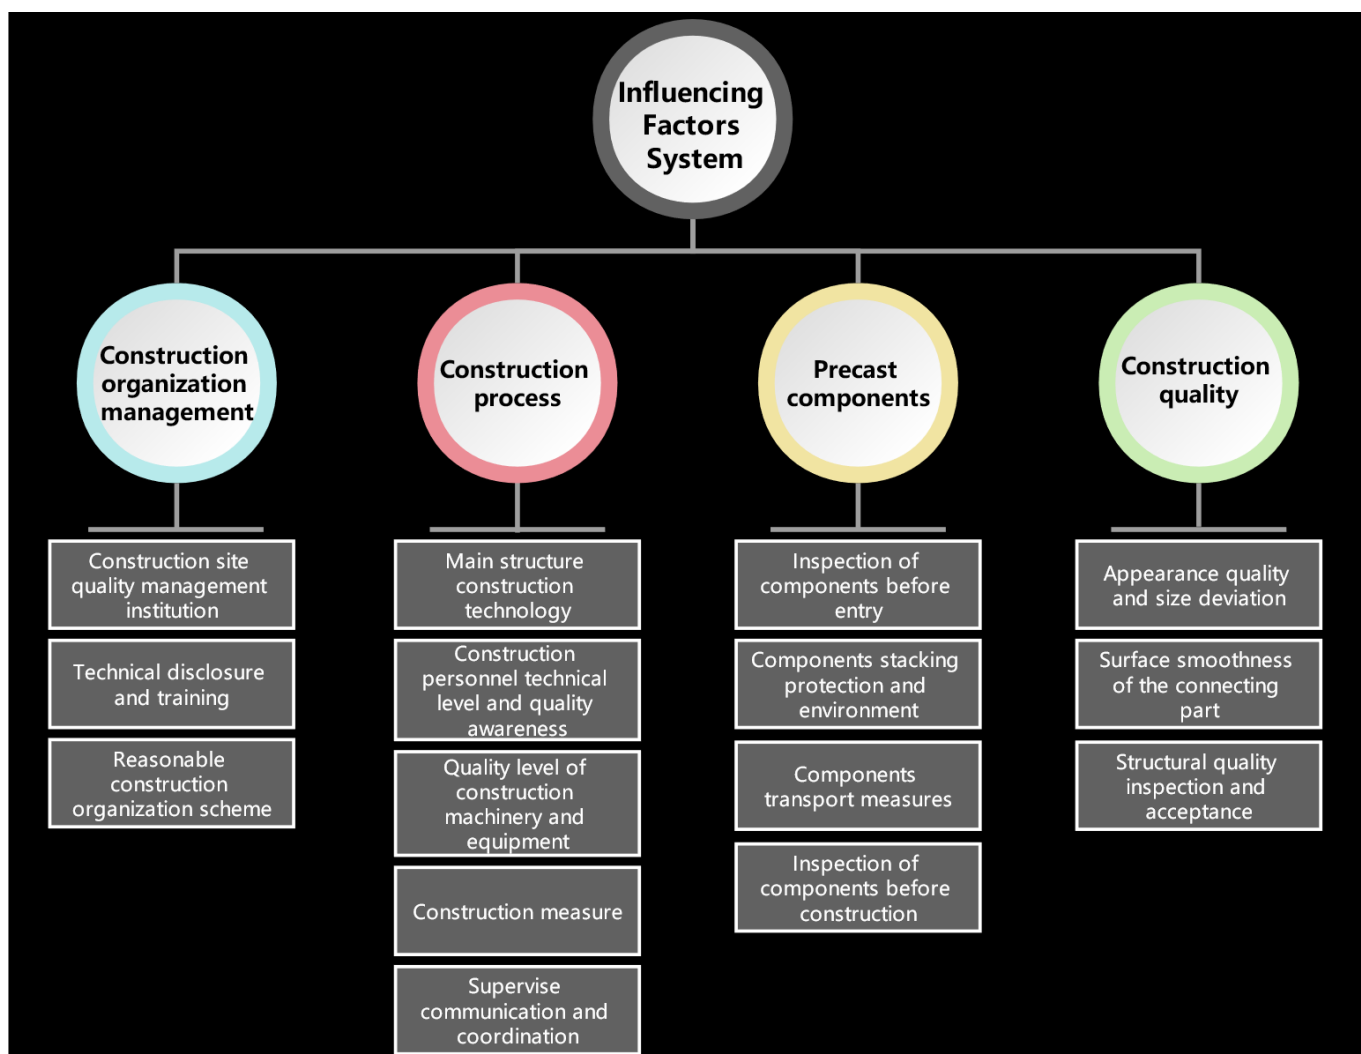 Influencing
Factors
System
Construction
organization
management
Construction site
quality management
institution
Technical disclosure
and training
Reasonable
construction
organization scheme
Construction
process
Main structure
construction
technology
Construction
personnel technical
level and quality
awareness
Quality level of
construction
machinery and
equipment
Construction measure
Supervise
communication and
coordination
Precast
components
Inspection of
components before
entry
Components stacking
protection and
environment
Components
transport measures
Inspection of
components before
construction
Construction
quality
Appearance quality
and size deviation
Surface smoothness
of the connecting
part
Structural quality
inspection and
acceptance